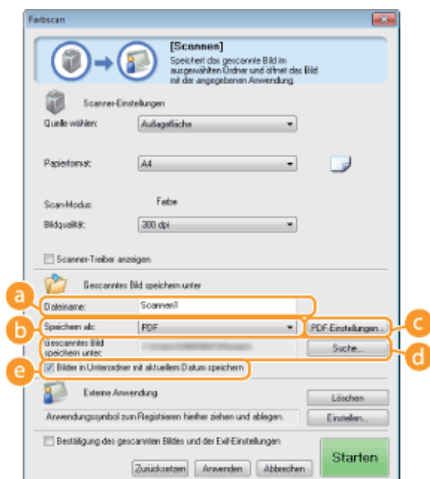 Farbscan
[Scannen]
Speichert das gescannte Bild im
ausgewählten Ordner und öffnet das Bild
mit der angegebenen Anwendung.
Scanner-Einstellungen
Quelle wählen: Auflagefläche
Papierformat: A4
Scan-Modus: Farbe
Bildqualität: 300 dpi
Scanner-Treiber anzeigen
Gescanntes Bild speichern unter
a
Dateiname: Scannen1
b Speichern als: PDF PDF-Einstellungen... c
Gescanntes Bild
speichern unter: Suche... d
e Bilder in Unterordner mit aktuellem Datum speichern
Externe Anwendung Löschen
Anwendungssymbol zum Registrieren hierher ziehen und ablegen. Einstellen...
Bestätigung des gescannten Bildes und der Exif-Einstellungen
Zurücksetzen Anwenden Abbrechen Starten